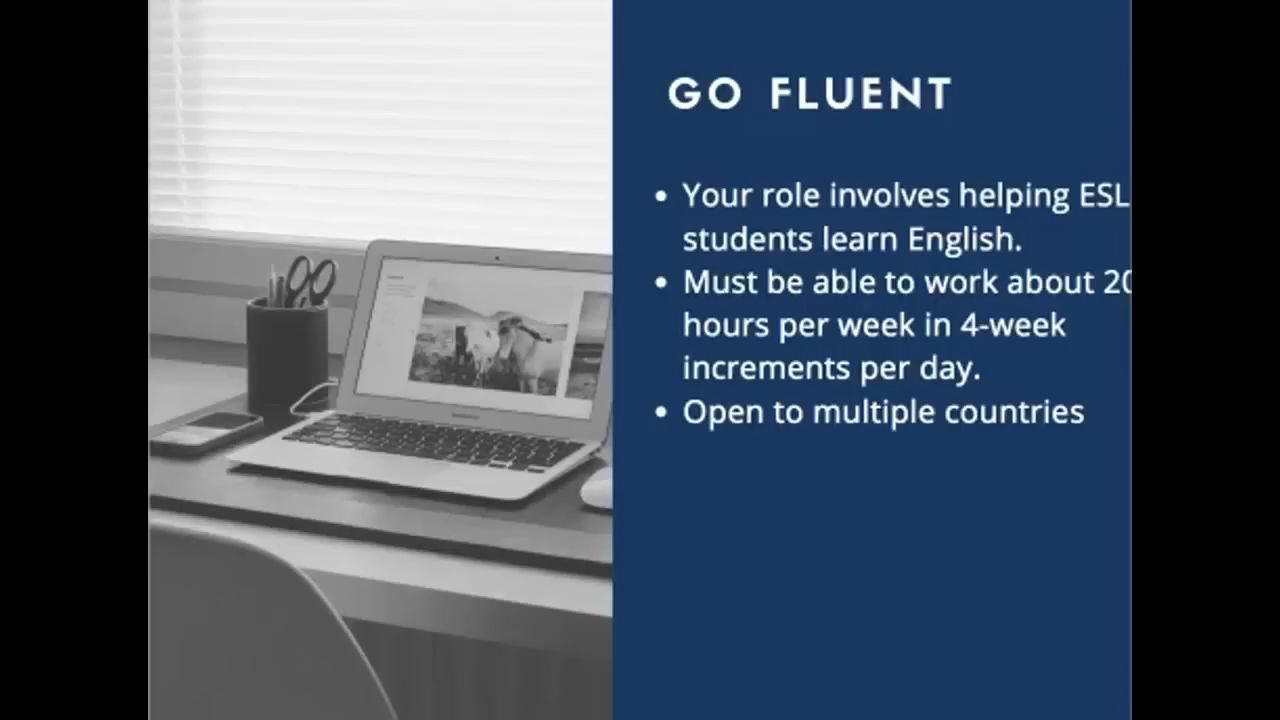 GO FLUENT
• Your role involves helping ESL
students learn English.
• Must be able to work about 20
hours per week in 4-week
increments per day.
• Open to multiple countries